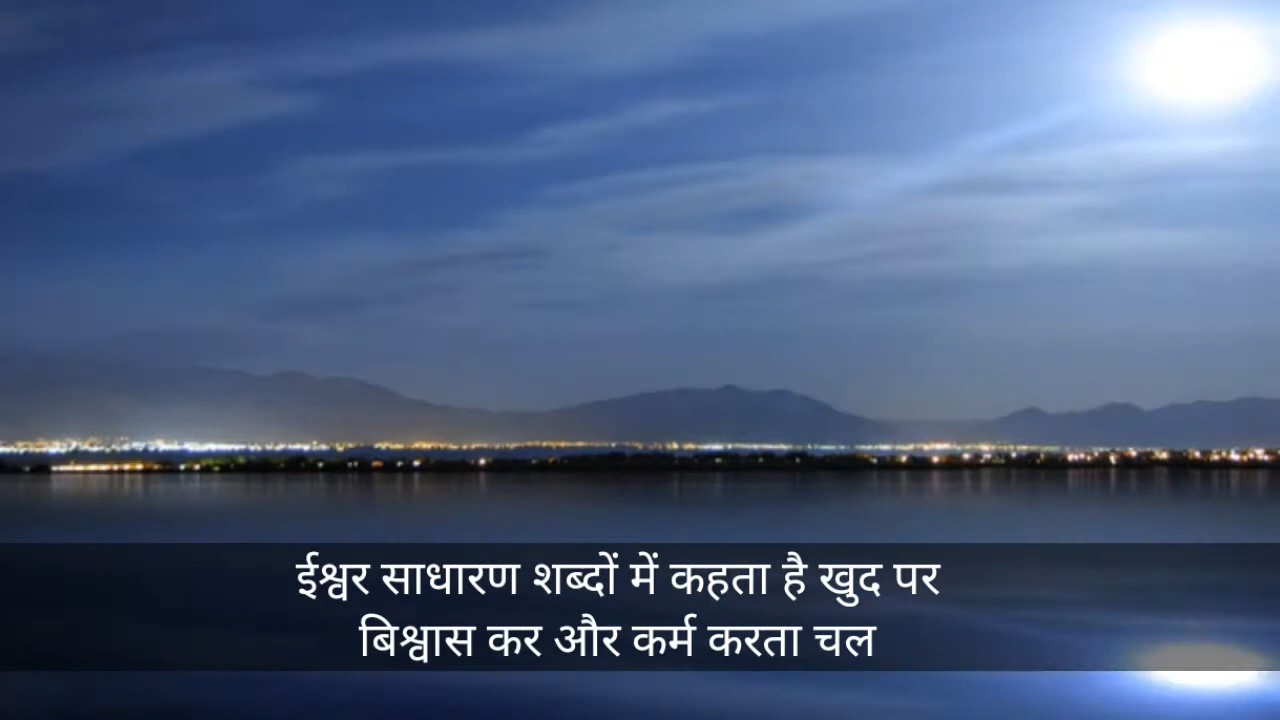 ईश्वर साधारण शब्दों में कहता है खुद पर
बिश्वास कर और कर्म करता चल